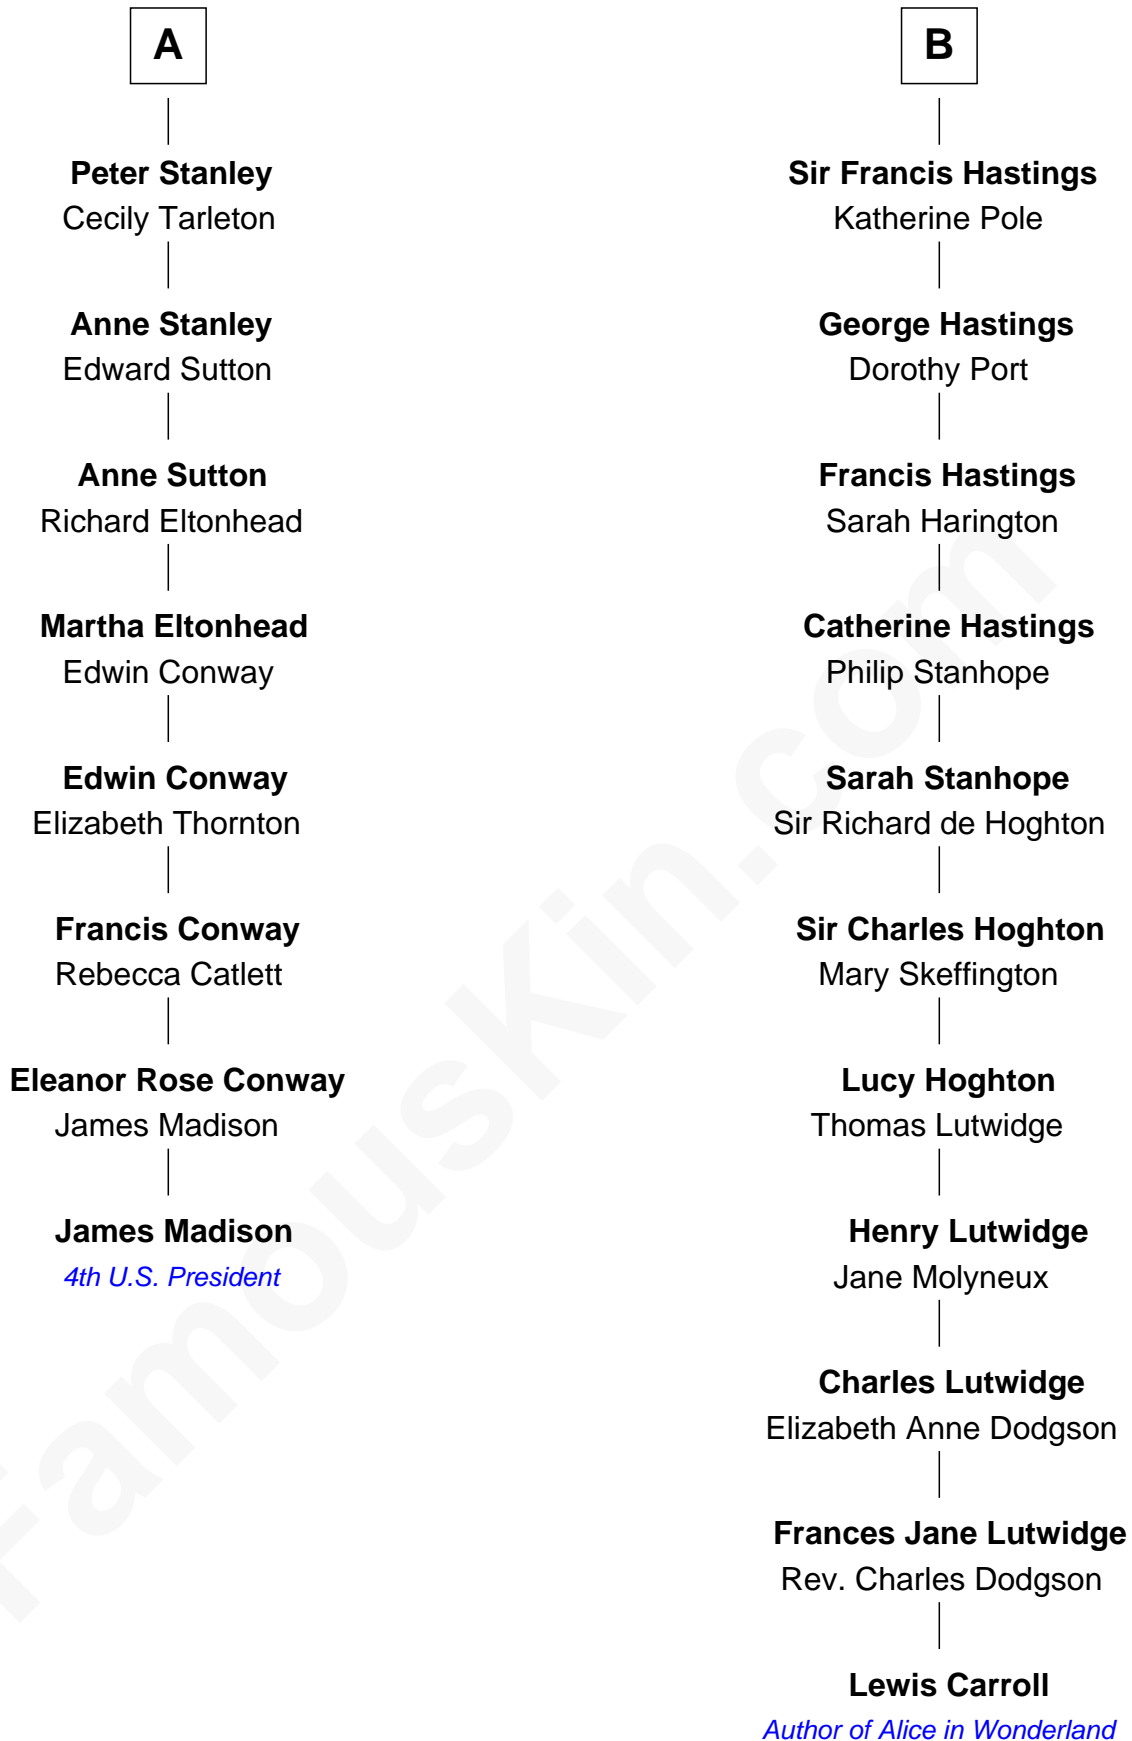 A
Peter Stanley
Cecily Tarleton
Anne Stanley
Edward Sutton
Anne Sutton
Richard Eltonhead
Martha Eltonhead
Edwin Conway
Edwin Conway
Elizabeth Thornton
Francis Conway
Rebecca Catlett
Eleanor Rose Conway
James Madison
James Madison
4th U.S. President
B
Sir Francis Hastings
Katherine Pole
George Hastings
Dorothy Port
Francis Hastings
Sarah Harington
Catherine Hastings
Philip Stanhope
Sarah Stanhope
Sir Richard de Hoghton
Sir Charles Hoghton
Mary Skeffington
Lucy Hoghton
Thomas Lutwidge
Henry Lutwidge
Jane Molyneux
Charles Lutwidge
Elizabeth Anne Dodgson
Frances Jane Lutwidge
Rev. Charles Dodgson
Lewis Carroll
Author of Alice in Wonderland
FamousKin.com